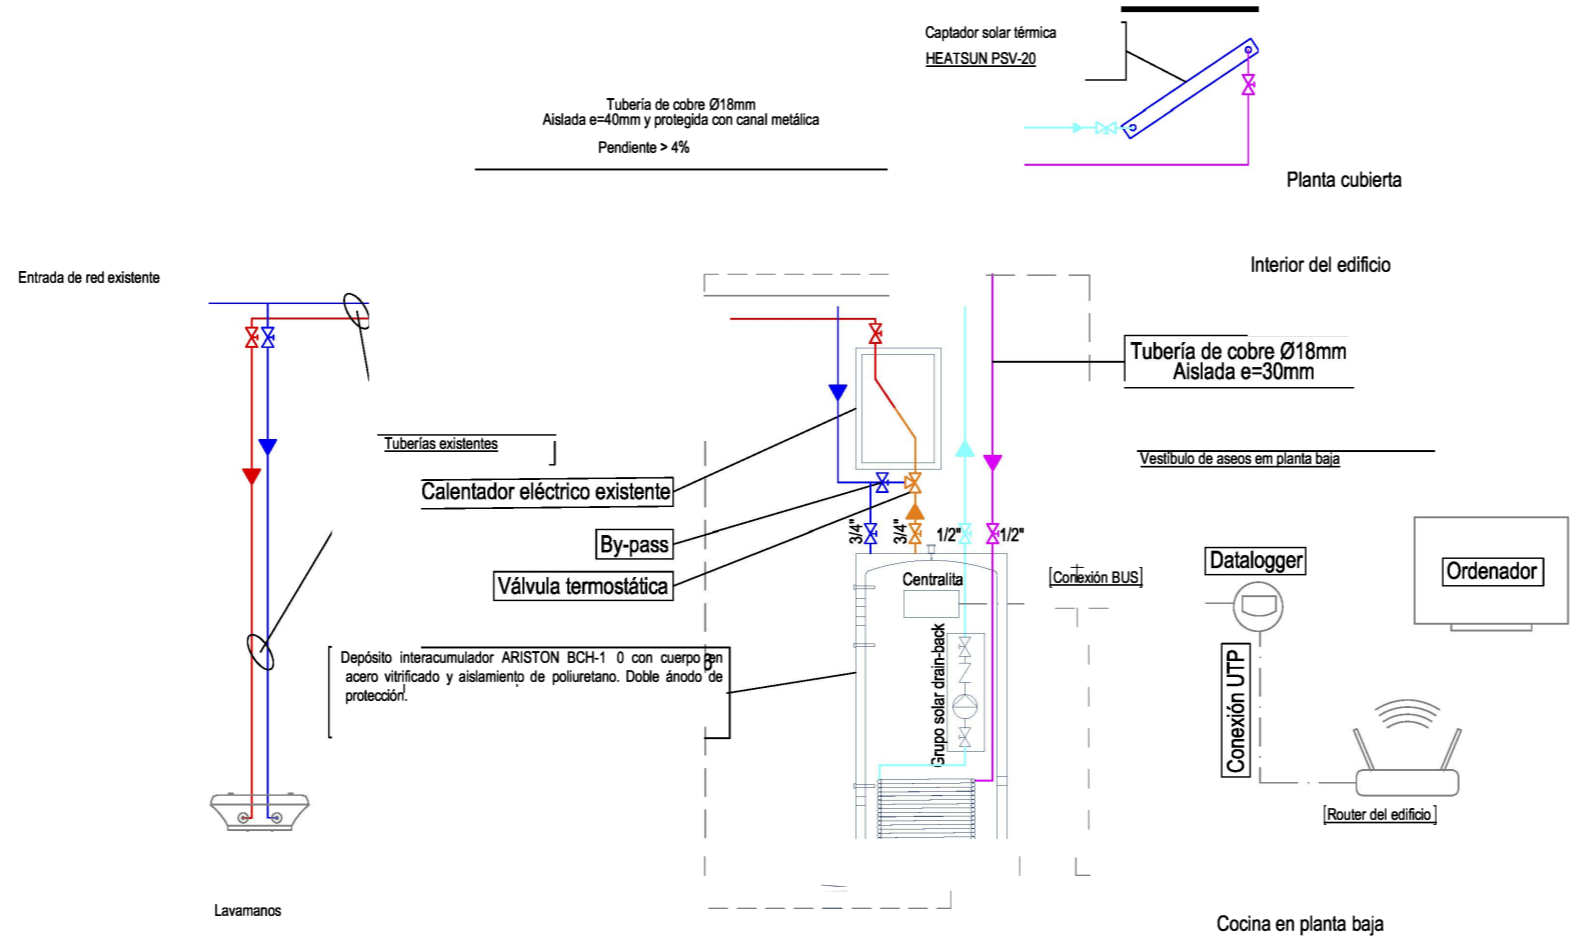 Captador solar térmica
HEATSUN PSV-20
Tubería de cobre Ø18mm
Aislada e=40mm y protegida con canal metálica
Pendiente > 4%
Planta cubierta
Interior del edificio
Entrada de red existente
Tubería de cobre Ø18mm
Aislada e=30mm
Tuberías existentes
Vestíbulo de aseos em planta baja
Calentador eléctrico existente
By-pass
Válvula termostática
3/4"
3/4"
1/2"
1/2"
Centralita
Conexión BUS
Datalogger
Ordenador
Grupo solar drain-back
Depósito interacumulador ARISTON BCH-1 0 con cuerpo en
acero vitrificado y aislamiento de poliuretano. Doble ánodo de
protección.
8
Conexión UTP
Router del edificio
Lavamanos
Cocina en planta baja